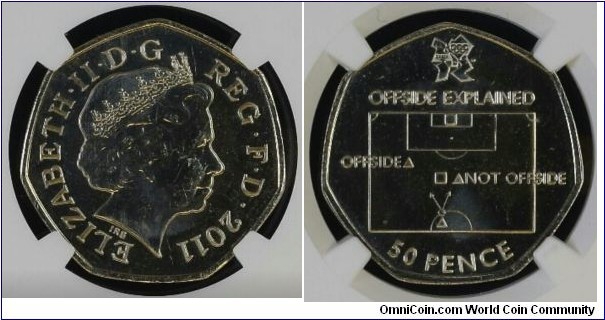 ELIZABETH·II·D·G
REG·F·D·2011
IRB
OFFSIDE EXPLAINED
OFFSIDE
NOT OFFSIDE
50 PENCE
OmniCoin.com World Coin Community